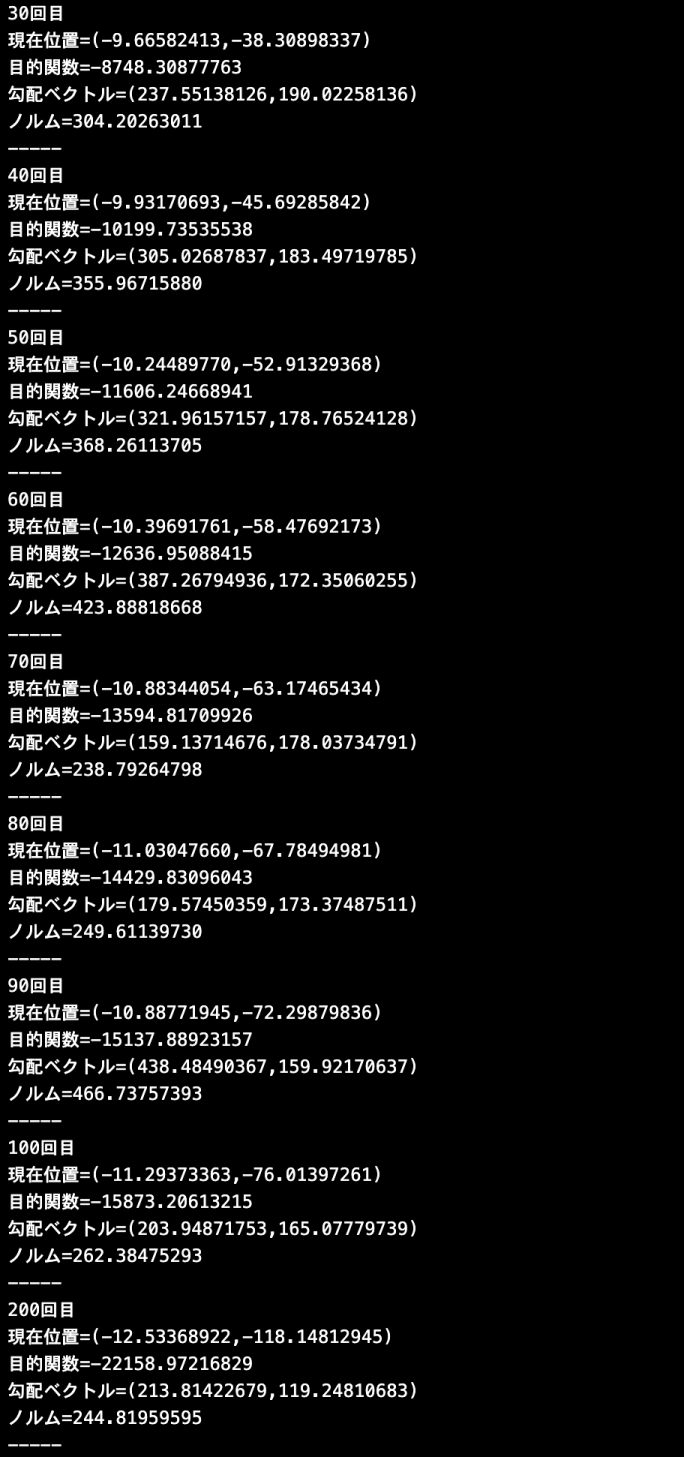 30回目
現在位置=(-9.66582413,-38.30898337)
目的関数=-8748.30877763
勾配ベクトル=(237.55138126,190.02258136)
ノルム=304.20263011
-----
40回目
現在位置=(-9.93170693,-45.69285842)
目的関数=-10199.73535538
勾配ベクトル=(305.02687837,183.49719785)
ノルム=355.96715880
-----
50回目
現在位置=(-10.24489770,-52.91329368)
目的関数=-11606.24668941
勾配ベクトル=(321.96157157,178.76524128)
ノルム=368.26113705
-----
60回目
現在位置=(-10.39691761,-58.47692173)
目的関数=-12636.95088415
勾配ベクトル=(387.26794936,172.35060255)
ノルム=423.88818668
-----
70回目
現在位置=(-10.88344054,-63.17465434)
目的関数=-13594.81709926
勾配ベクトル=(159.13714676,178.03734791)
ノルム=238.79264798
-----
80回目
現在位置=(-11.03047660,-67.78494981)
目的関数=-14429.83096043
勾配ベクトル=(179.57450359,173.37487511)
ノルム=249.61139730
-----
90回目
現在位置=(-10.88771945,-72.29879836)
目的関数=-15137.88923157
勾配ベクトル=(438.48490367,159.92170637)
ノルム=466.73757393
-----
100回目
現在位置=(-11.29373363,-76.01397261)
目的関数=-15873.20613215
勾配ベクトル=(203.94871753,165.07779739)
ノルム=262.38475293
-----
200回目
現在位置=(-12.53368922,-118.14812945)
目的関数=-22158.97216829
勾配ベクトル=(213.81422679,119.24810683)
ノルム=244.81959595
-----